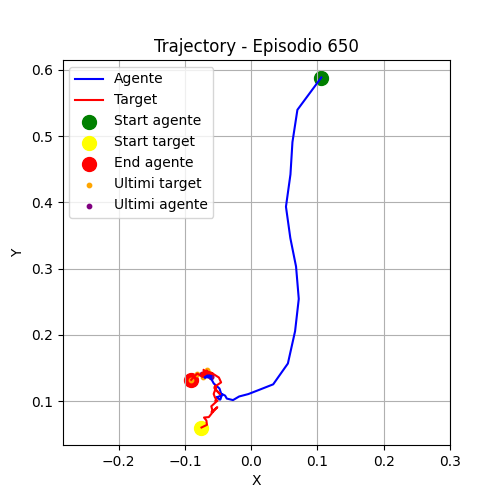 Trajectory - Episodio 650
Agente
Target
Start agente
Start target
End agente
Ultimi target
Ultimi agente
Y
0.6
0.5
0.4
0.3
0.2
0.1
−0.2
−0.1
0.0
0.1
0.2
0.3
X